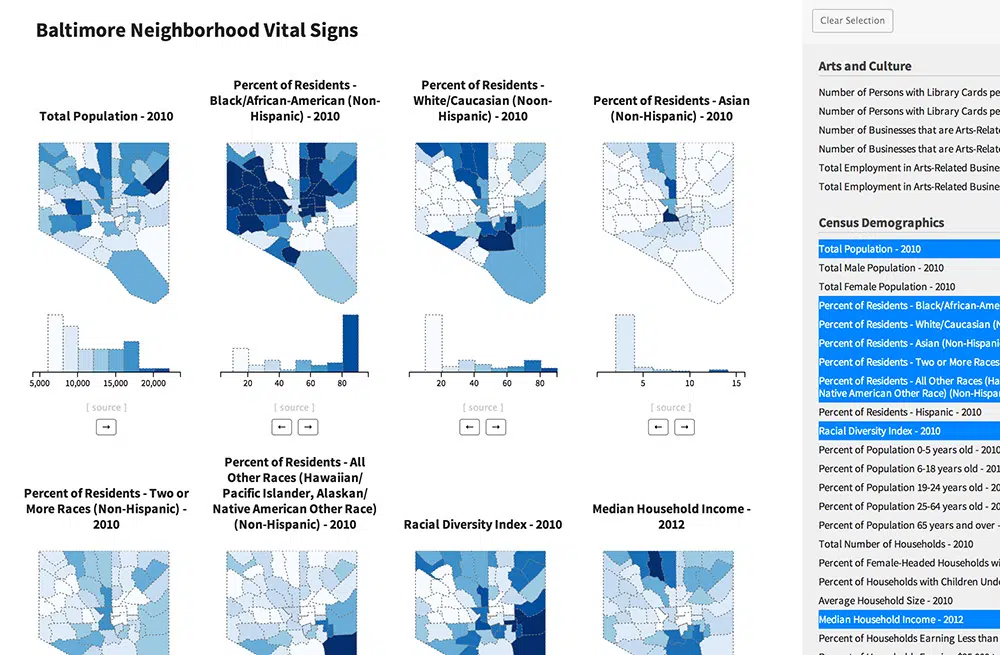 Baltimore Neighborhood Vital Signs
Total Population - 2010
Percent of Residents -
Black/African-American (Non-
Hispanic) - 2010
Percent of Residents -
White/Caucasian (Noon-
Hispanic) - 2010
Percent of Residents - Asian
(Non-Hispanic) - 2010
5,000 10,000 15,000 20,000
20 40 60 80
20 40 60 80
5 10 15
[ source ]
[ source ]
[ source ]
[ source ]
→
← →
← →
← →
Percent of Residents - Two or
More Races (Non-Hispanic) -
2010
Percent of Residents - All
Other Races (Hawaiian/
Pacific Islander, Alaskan/
Native American Other Race)
(Non-Hispanic) - 2010
Racial Diversity Index - 2010
Median Household Income -
2012
Clear Selection
Arts and Culture
Number of Persons with Library Cards pe
Number of Persons with Library Cards pe
Number of Businesses that are Arts-Relat
Number of Businesses that are Arts-Relat
Total Employment in Arts-Related Busine
Total Employment in Arts-Related Busine
Census Demographics
Total Population - 2010
Total Male Population - 2010
Total Female Population - 2010
Percent of Residents - Black/African-Ame
Percent of Residents - White/Caucasian (N
Percent of Residents - Asian (Non-Hispani
Percent of Residents - Two or More Races
Percent of Residents - All Other Races (Ha
Native American Other Race) (Non-Hispa
Percent of Residents - Hispanic - 2010
Racial Diversity Index - 2010
Percent of Population 0-5 years old - 2010
Percent of Population 6-18 years old - 201
Percent of Population 19-24 years old - 20
Percent of Population 25-64 years old - 20
Percent of Population 65 years and over -
Total Number of Households - 2010
Percent of Female-Headed Households wi
Percent of Households with Children Unde
Average Household Size - 2010
Median Household Income - 2012
Percent of Households Earning Less than